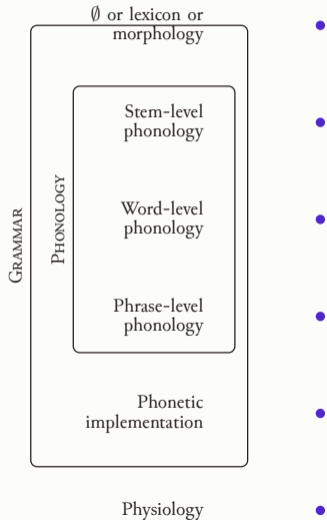 ∅ or lexicon or
morphology
Stem-level
phonology
Word-level
phonology
Phrase-level
phonology
PHONOLOGY
GRAMMAR
Phonetic
implementation
Physiology